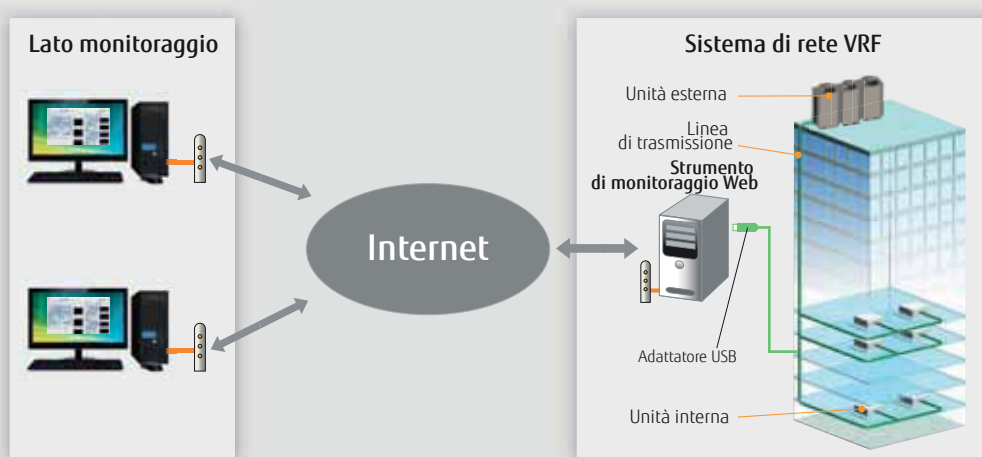 Lato monitoraggio
Internet
Sistema di rete VRF
Unità esterna
Linea
di trasmissione
Strumento
di monitoraggio Web
Adattatore USB
Unità interna